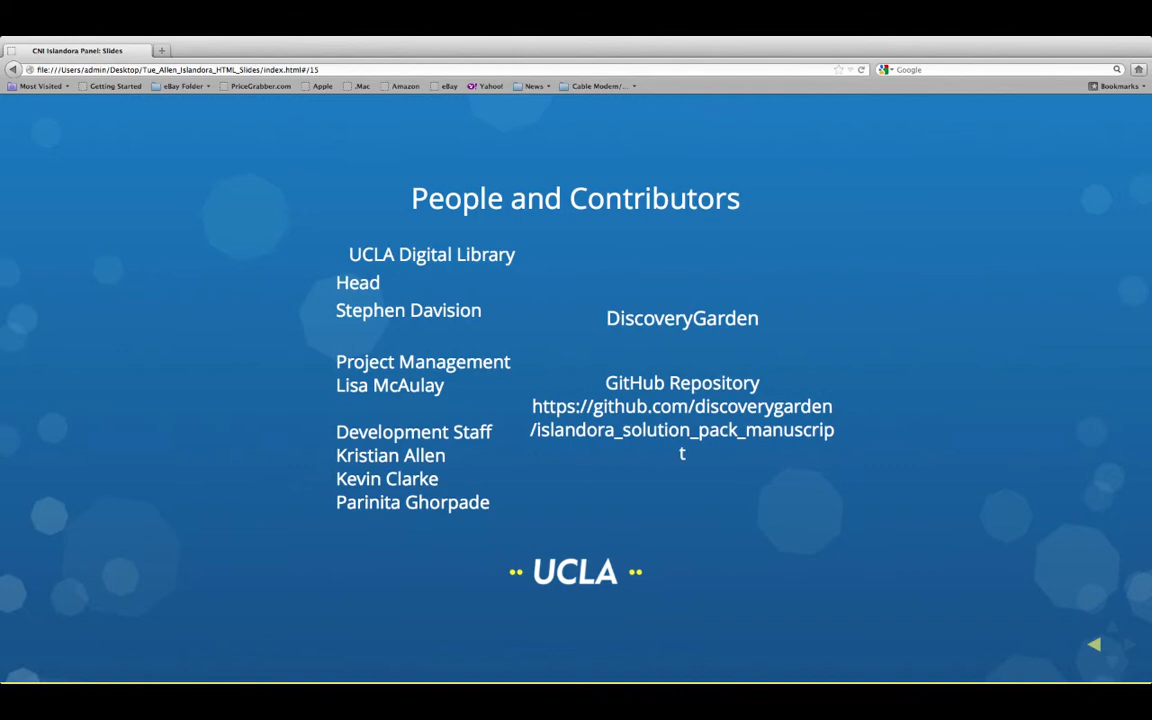 CNI Islandora Panel: Slides
file:///Users/admin/Desktop/Tue_Allen_Islandora_HTML_Slides/index.html#/15
Google
Most Visited
Getting Started
eBay Folder
PriceGrabber.com
Apple
.Mac
Amazon
eBay
Yahoo!
News
Cable Modem/...
Bookmarks
People and Contributors
UCLA Digital Library
Head
Stephen Davision
Project Management
Lisa McAulay
Development Staff
Kristian Allen
Kevin Clarke
Parinita Ghorpade
DiscoveryGarden
GitHub Repository
https://github.com/discoverygarden
/islandora_solution_pack_manuscrip
t
UCLA